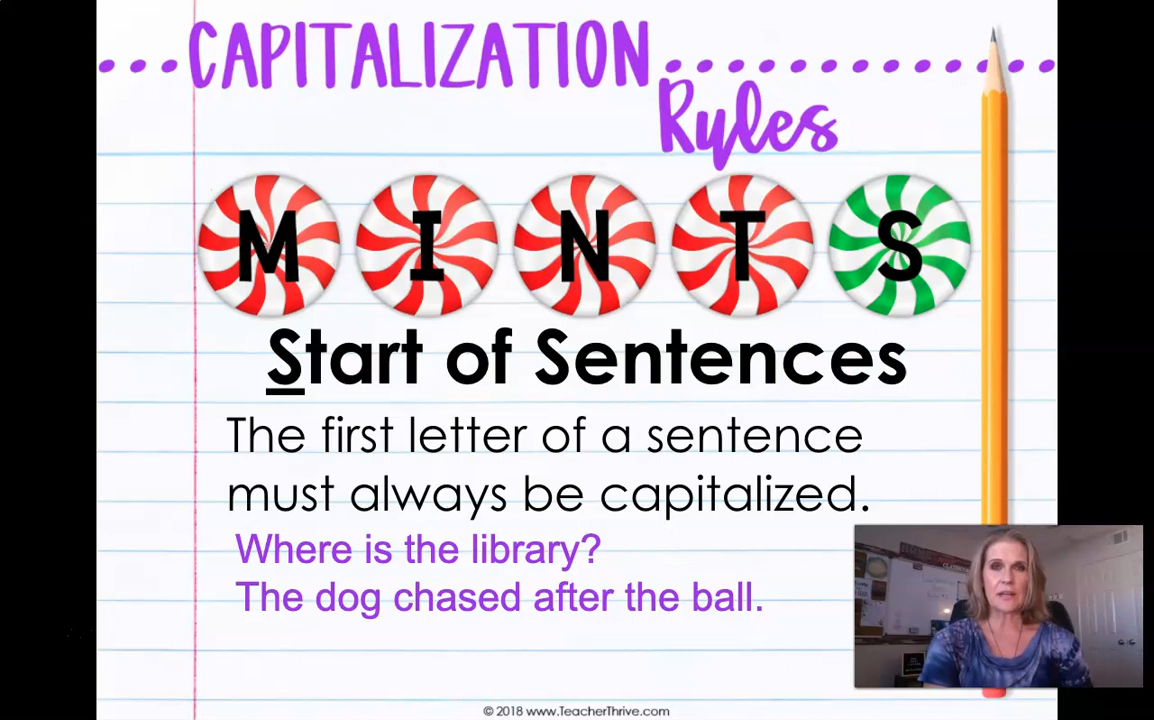 CAPITALIZATION
Rules
M I N T S
Start of Sentences
The first letter of a sentence
must always be capitalized.
Where is the library?
The dog chased after the ball.
© 2018 www.TeacherThrive.com